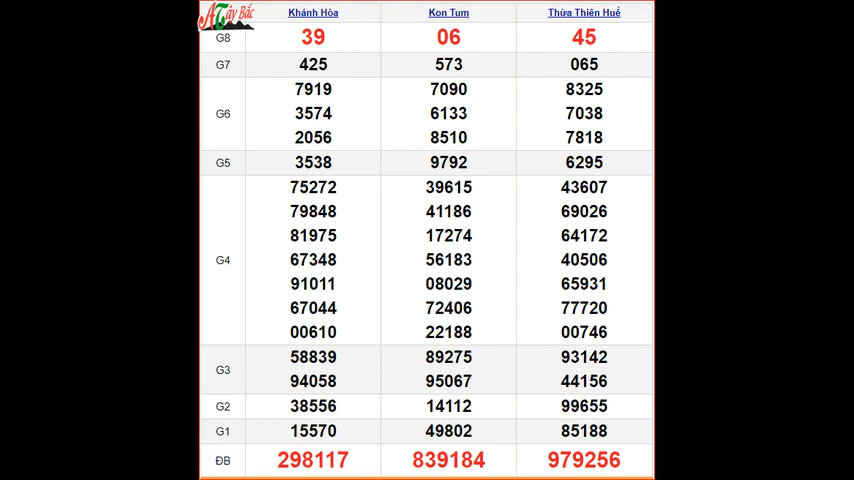 ATây Bắc
Khánh Hòa Kon Tum Thừa Thiên Huế
G8 39 06 45
G7 425 573 065
7919 7090 8325
G6 3574 6133 7038
2056 8510 7818
G5 3538 9792 6295
75272 39615 43607
79848 41186 69026
81975 17274 64172
G4 67348 56183 40506
91011 08029 65931
67044 72406 77720
00610 22188 00746
58839 89275 93142
G3
94058 95067 44156
G2 38556 14112 99655
G1 15570 49802 85188
ĐB 298117 839184 979256